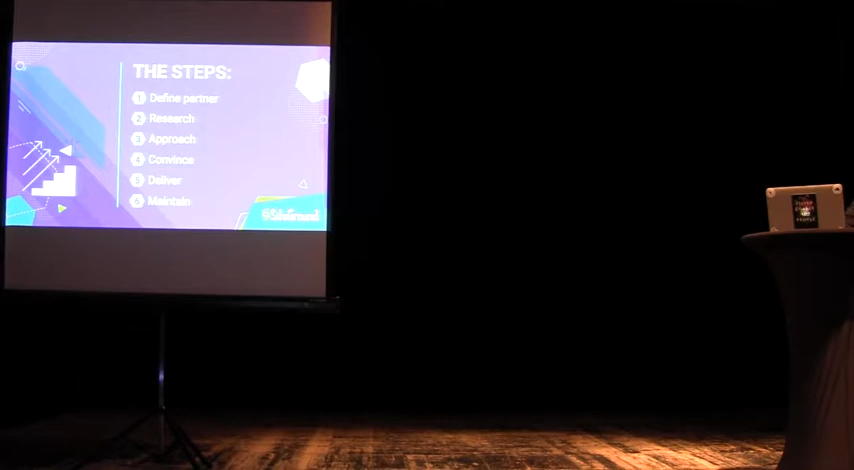 THE STEPS:
1 Define partner
2 Research
3 Approach
4 Convince
5 Deliver
6 Maintain